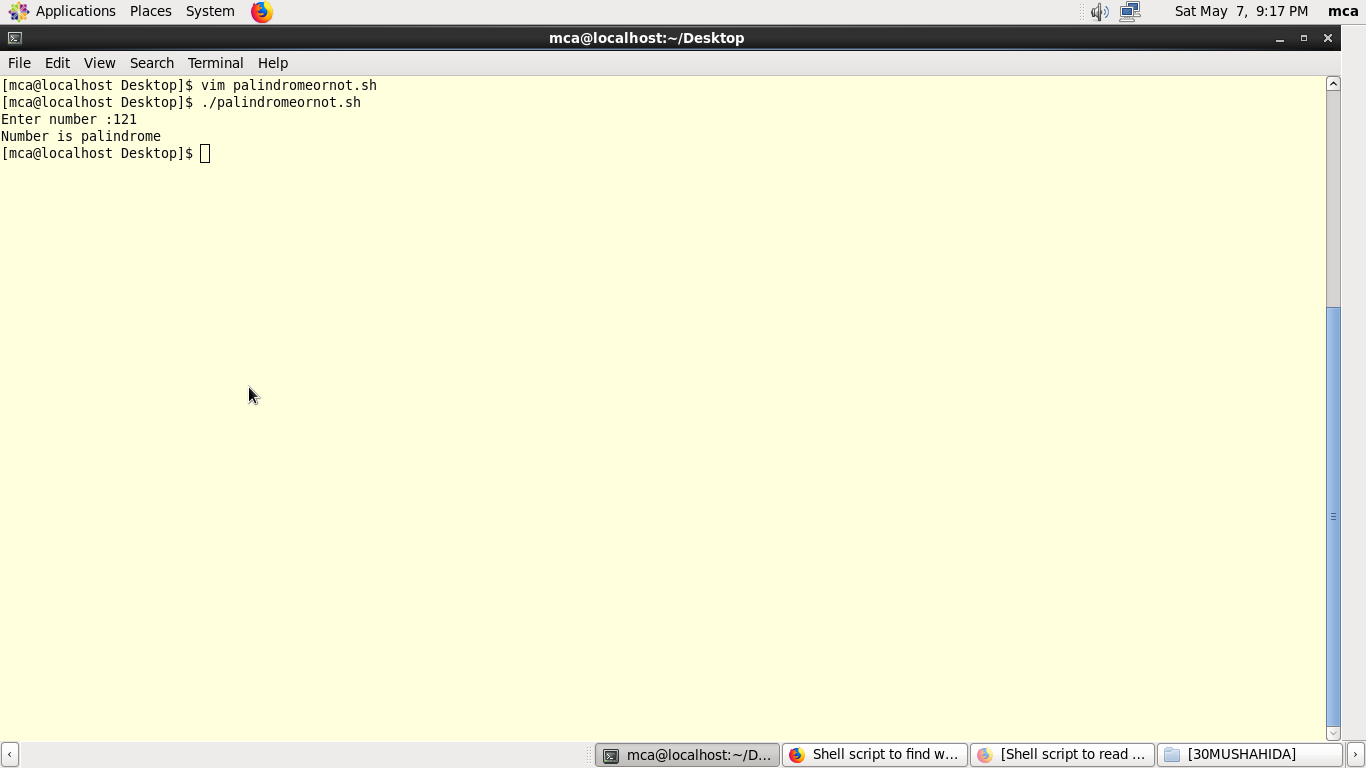 Applications Places System Sat May 7, 9:17 PM mca
mca@localhost:~/Desktop
File Edit View Search Terminal Help
[mca@localhost Desktop]$ vim palindromeornot.sh
[mca@localhost Desktop]$ ./palindromeornot.sh
Enter number :121
Number is palindrome
[mca@localhost Desktop]$
mca@localhost:~/D... Shell script to find w... [Shell script to read ... [30MUSHAHIDA]